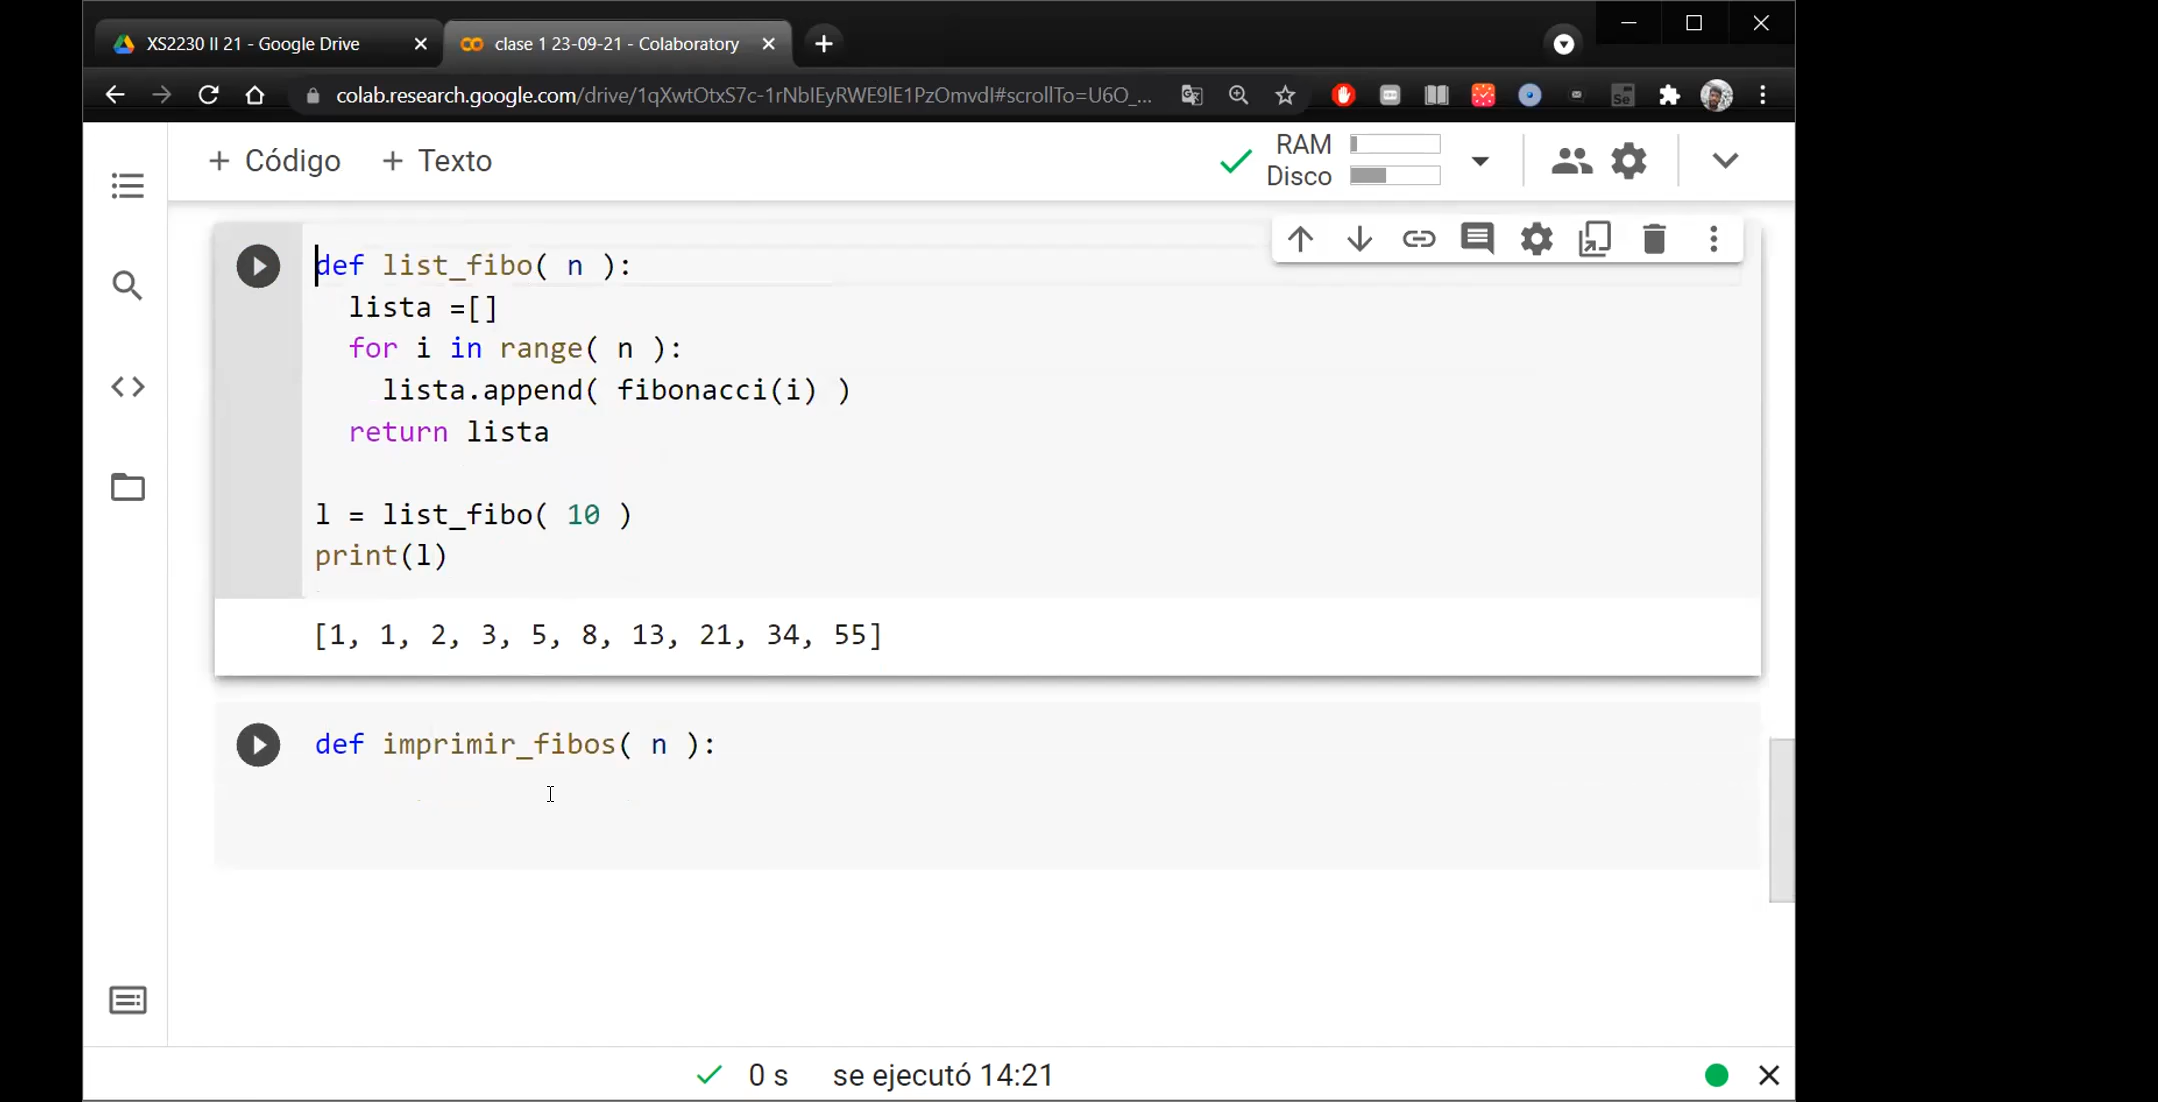 XS2230 II 21 - Google Drive
clase 1 23-09-21 - Colaboratory
colab.research.google.com/drive/1qXwtOtxS7c-1rNbIEyRWE9lE1PzOmvdI#scrollTo=U6O_...
+ Código + Texto
RAM
Disco
def list_fibo( n ):
lista =[]
for i in range( n ):
lista.append( fibonacci(i) )
return lista
l = list_fibo( 10 )
print(l)
[1, 1, 2, 3, 5, 8, 13, 21, 34, 55]
def imprimir_fibos( n ):
0 s se ejecutó 14:21